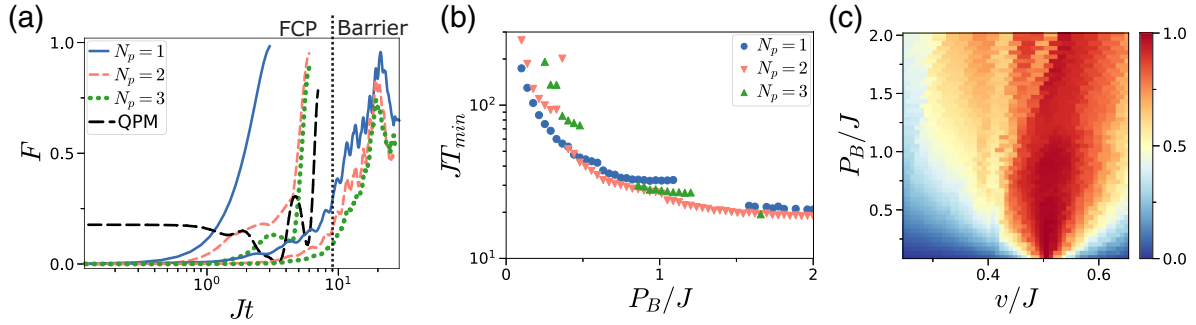 (a)
FCP
Barrier
1.0
0.5
0.0
F
N_p = 1
N_p = 2
N_p = 3
QPM
10^0
10^1
Jt
(b)
10^2
10^1
JT_min
N_p = 1
N_p = 2
N_p = 3
0
1
2
P_B/J
(c)
2.0
1.5
1.0
0.5
P_B/J
0.4
0.6
v/J
1.0
0.5
0.0